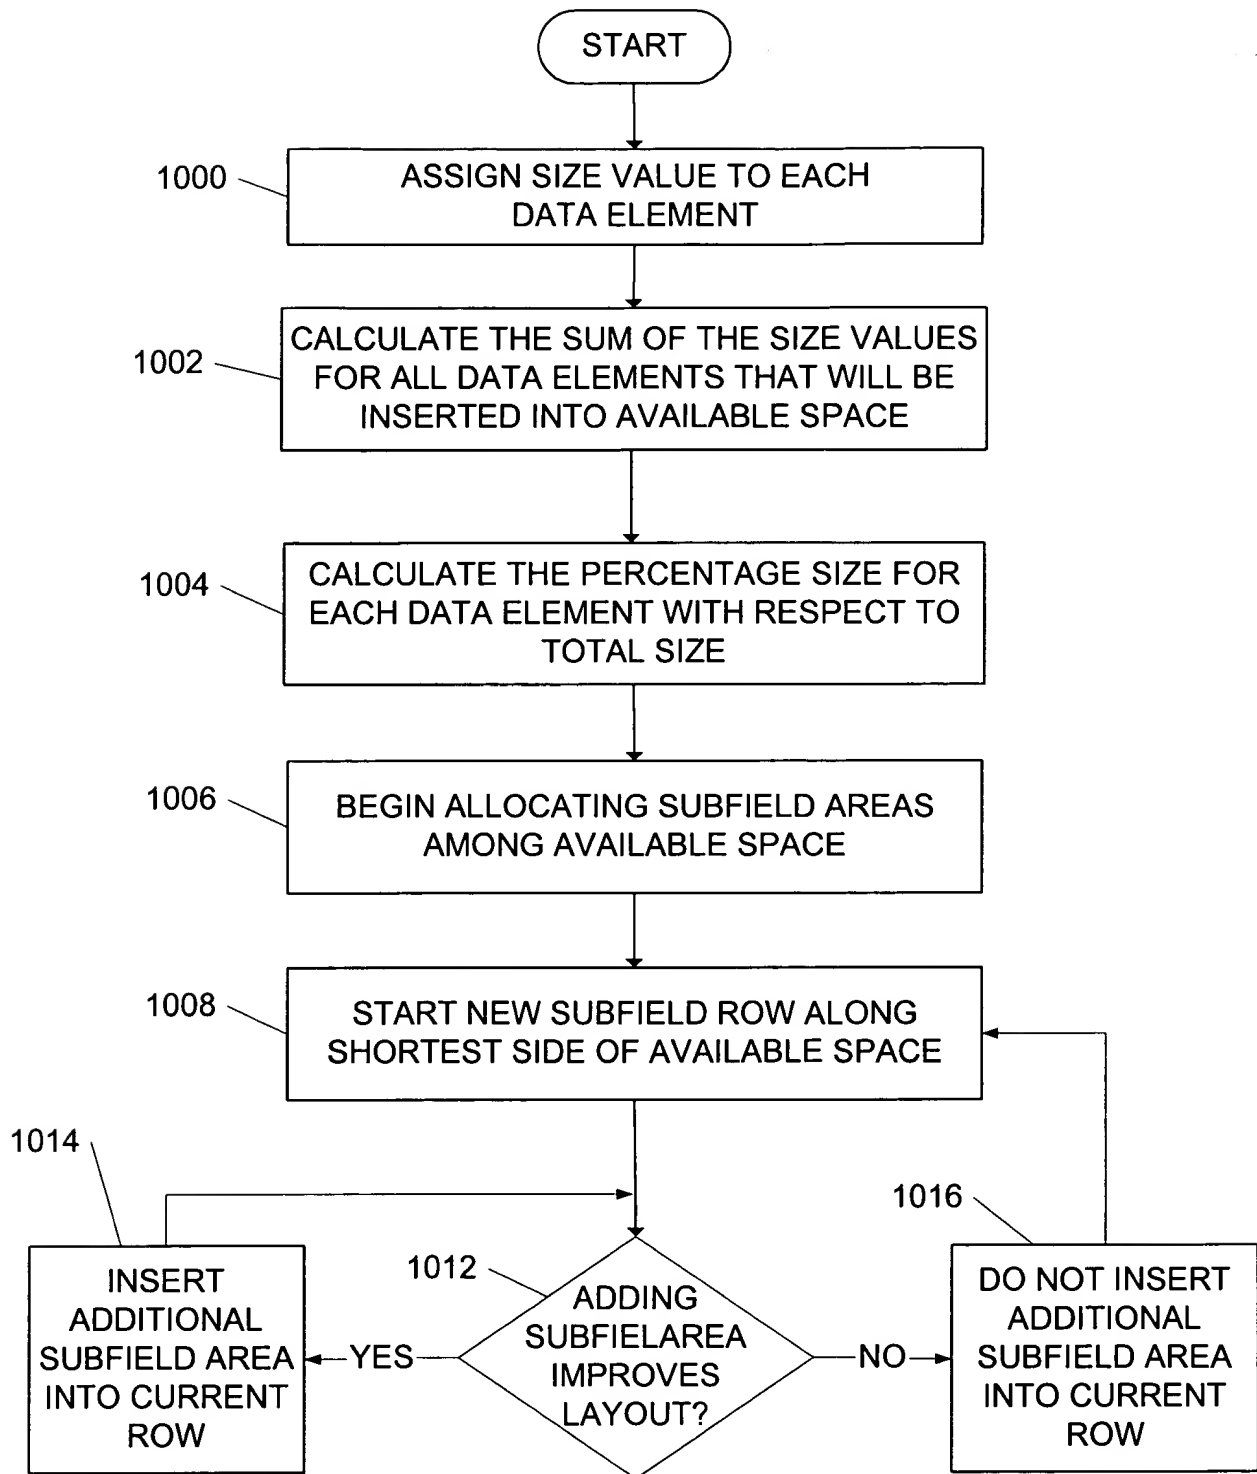 START
1000
ASSIGN SIZE VALUE TO EACH
DATA ELEMENT
1002
CALCULATE THE SUM OF THE SIZE VALUES
FOR ALL DATA ELEMENTS THAT WILL BE
INSERTED INTO AVAILABLE SPACE
1004
CALCULATE THE PERCENTAGE SIZE FOR
EACH DATA ELEMENT WITH RESPECT TO
TOTAL SIZE
1006
BEGIN ALLOCATING SUBFIELD AREAS
AMONG AVAILABLE SPACE
1008
START NEW SUBFIELD ROW ALONG
SHORTEST SIDE OF AVAILABLE SPACE
1014
INSERT
ADDITIONAL
SUBFIELD AREA
INTO CURRENT
ROW
YES
1012
ADDING
SUBFIELAREA
IMPROVES
LAYOUT?
NO
1016
DO NOT INSERT
ADDITIONAL
SUBFIELD AREA
INTO CURRENT
ROW